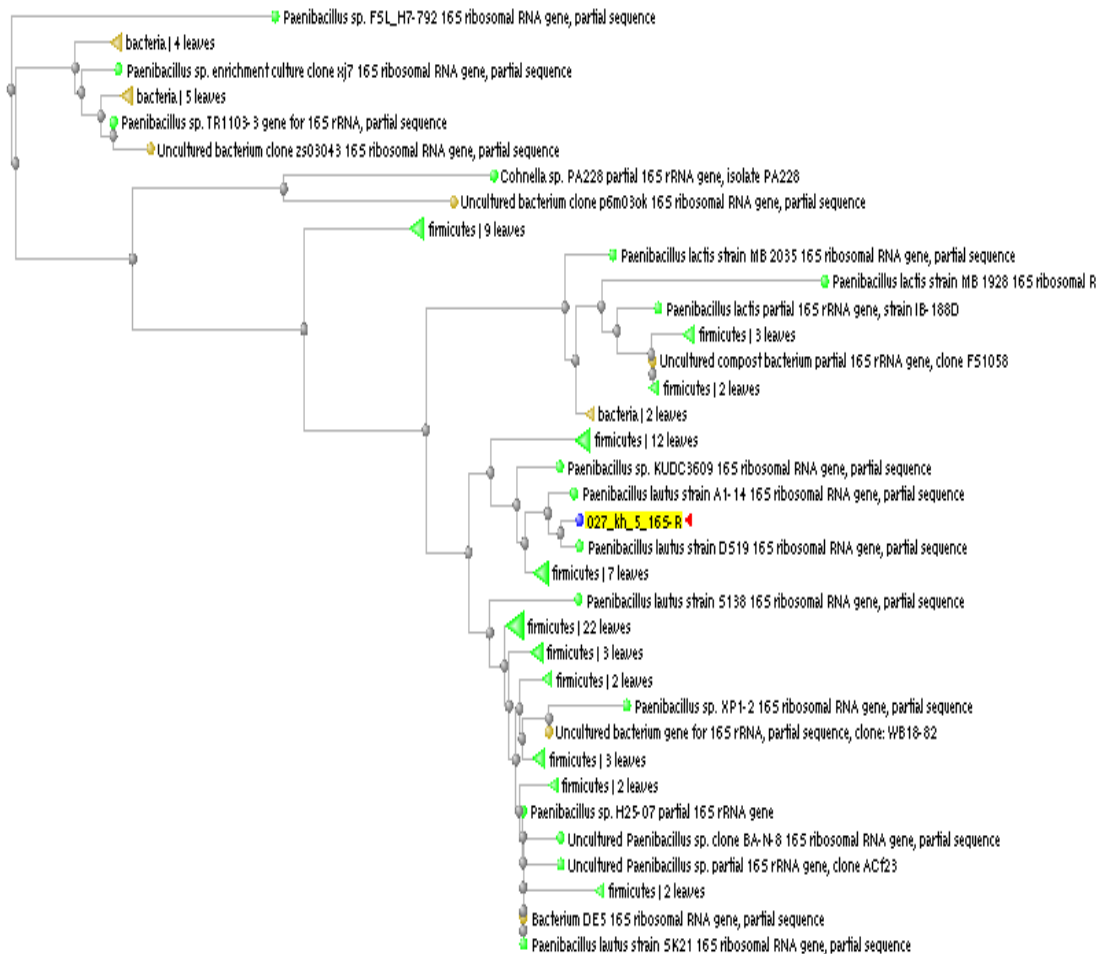 Paenibacillus sp. FSL_H7-792 16S ribosomal RNA gene, partial sequence
bacteria | 4 leaves
Paenibacillus sp. enrichment culture clone xj7 16S ribosomal RNA gene, partial sequence
bacteria | 5 leaves
Paenibacillus sp. TR1103-3 gene for 16S rRNA, partial sequence
Uncultured bacterium clone zs03043 16S ribosomal RNA gene, partial sequence
Cohnella sp. PA228 partial 16S rRNA gene, isolate PA228
Uncultured bacterium clone p6m03ok 16S ribosomal RNA gene, partial sequence
firmicutes | 9 leaves
Paenibacillus lactis strain MB 2035 16S ribosomal RNA gene, partial sequence
Paenibacillus lactis strain MB 1928 16S ribosomal R
Paenibacillus lactis partial 16S rRNA gene, strain IB-188D
firmicutes | 3 leaves
Uncultured compost bacterium partial 16S rRNA gene, clone FS1058
firmicutes | 2 leaves
bacteria | 2 leaves
firmicutes | 12 leaves
Paenibacillus sp. KUDC3609 16S ribosomal RNA gene, partial sequence
Paenibacillus lautus strain A1-14 16S ribosomal RNA gene, partial sequence
027_kh_5_16S-R
Paenibacillus lautus strain DS19 16S ribosomal RNA gene, partial sequence
firmicutes | 7 leaves
Paenibacillus lautus strain S138 16S ribosomal RNA gene, partial sequence
firmicutes | 22 leaves
firmicutes | 3 leaves
firmicutes | 2 leaves
Paenibacillus sp. XP1-2 16S ribosomal RNA gene, partial sequence
Uncultured bacterium gene for 16S rRNA, partial sequence, clone: WB18-82
firmicutes | 3 leaves
firmicutes | 2 leaves
Paenibacillus sp. H25-07 partial 16S rRNA gene
Uncultured Paenibacillus sp. clone BA-N-8 16S ribosomal RNA gene, partial sequence
Uncultured Paenibacillus sp. partial 16S rRNA gene, clone ACf23
firmicutes | 2 leaves
Bacterium DE5 16S ribosomal RNA gene, partial sequence
Paenibacillus lautus strain SK21 16S ribosomal RNA gene, partial sequence